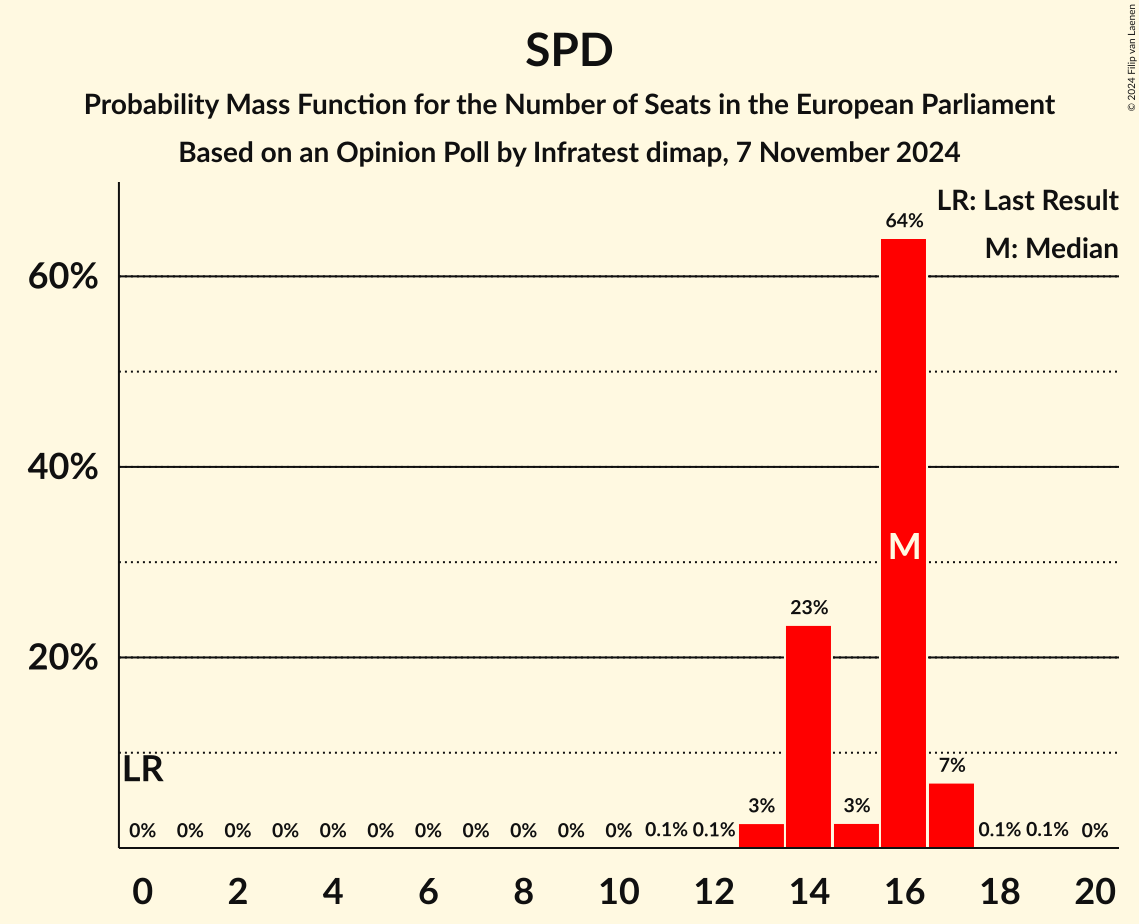 SPD
Probability Mass Function for the Number of Seats in the European Parliament
Based on an Opinion Poll by Infratest dimap, 7 November 2024
© 2024 Filip van Laenen
LR: Last Result
M: Median
60%
40%
20%
LR
M
0% 0% 0% 0% 0% 0% 0% 0% 0% 0% 0% 0.1% 0.1% 3% 23% 3% 64% 7% 0.1% 0.1% 0%
0 2 4 6 8 10 12 14 16 18 20